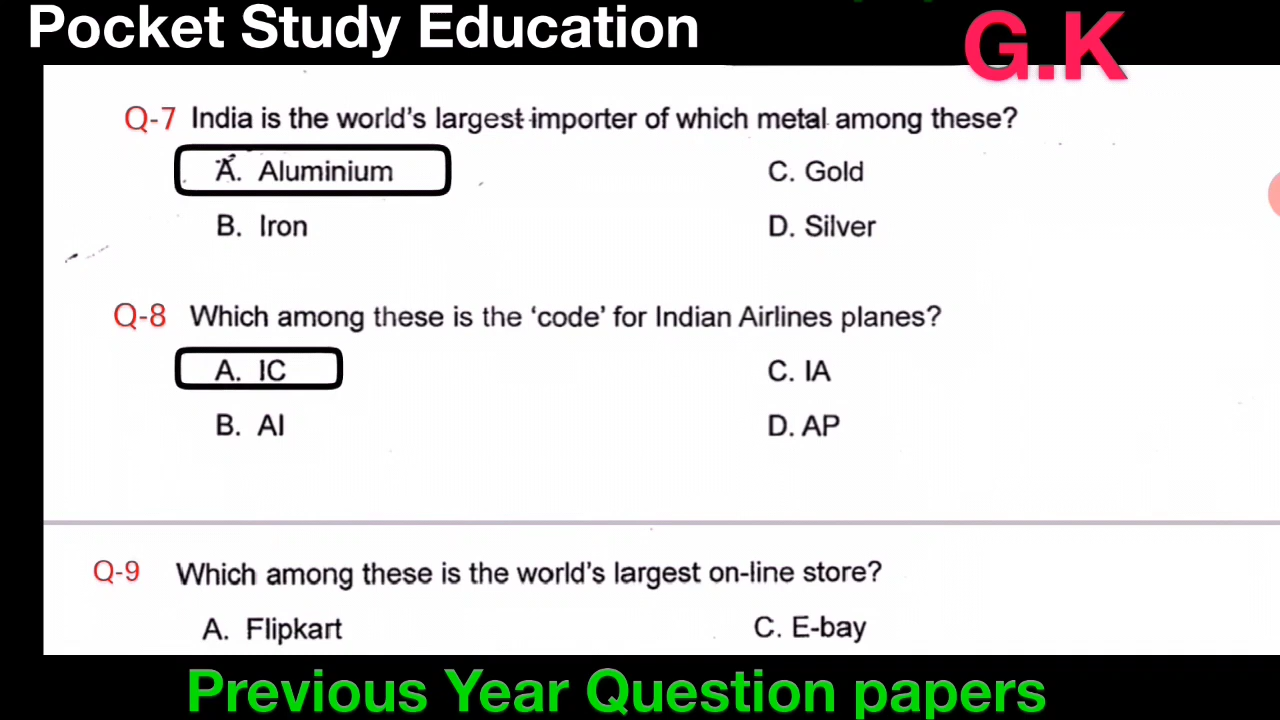 Pocket Study Education
G.K
Q-7 India is the world's largest importer of which metal among these?
A. Aluminium
C. Gold
B. Iron
D. Silver
Q-8 Which among these is the 'code' for Indian Airlines planes?
A. IC
C. IA
B. AI
D. AP
Q-9 Which among these is the world's largest on-line store?
A. Flipkart
C. E-bay
Previous Year Question papers